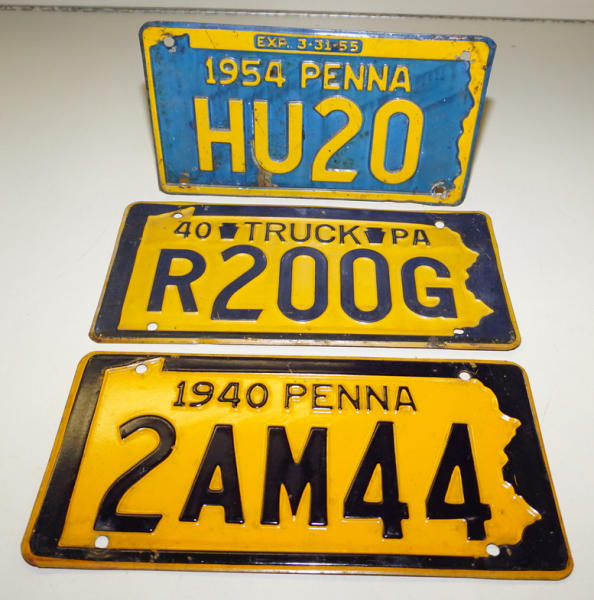 EXP. 3-31-55
1954 PENNA
HU20
40 TRUCK PA
R200G
1940 PENNA
2AM44